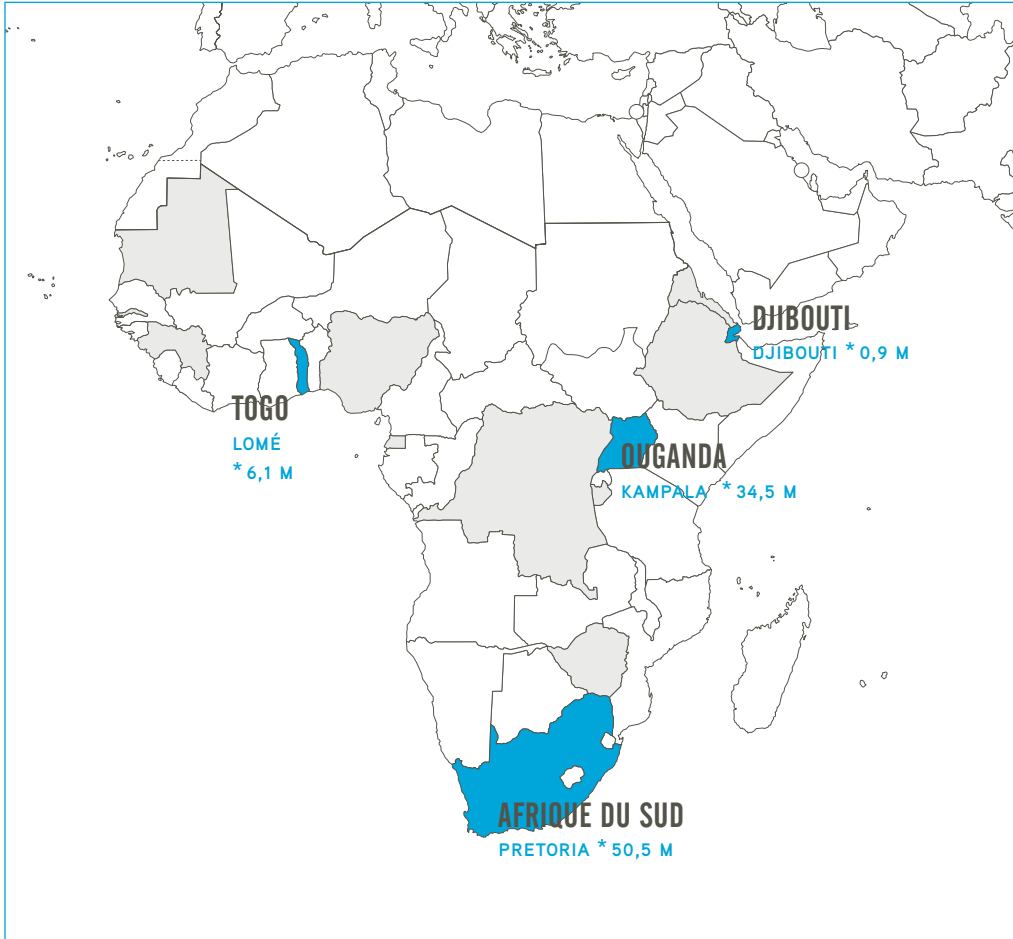 DJIBOUTI
DJIBOUTI * 0,9 M
TOGO
LOMÉ
* 6,1 M
OUGANDA
KAMPALA * 34,5 M
AFRIQUE DU SUD
PRETORIA * 50,5 M